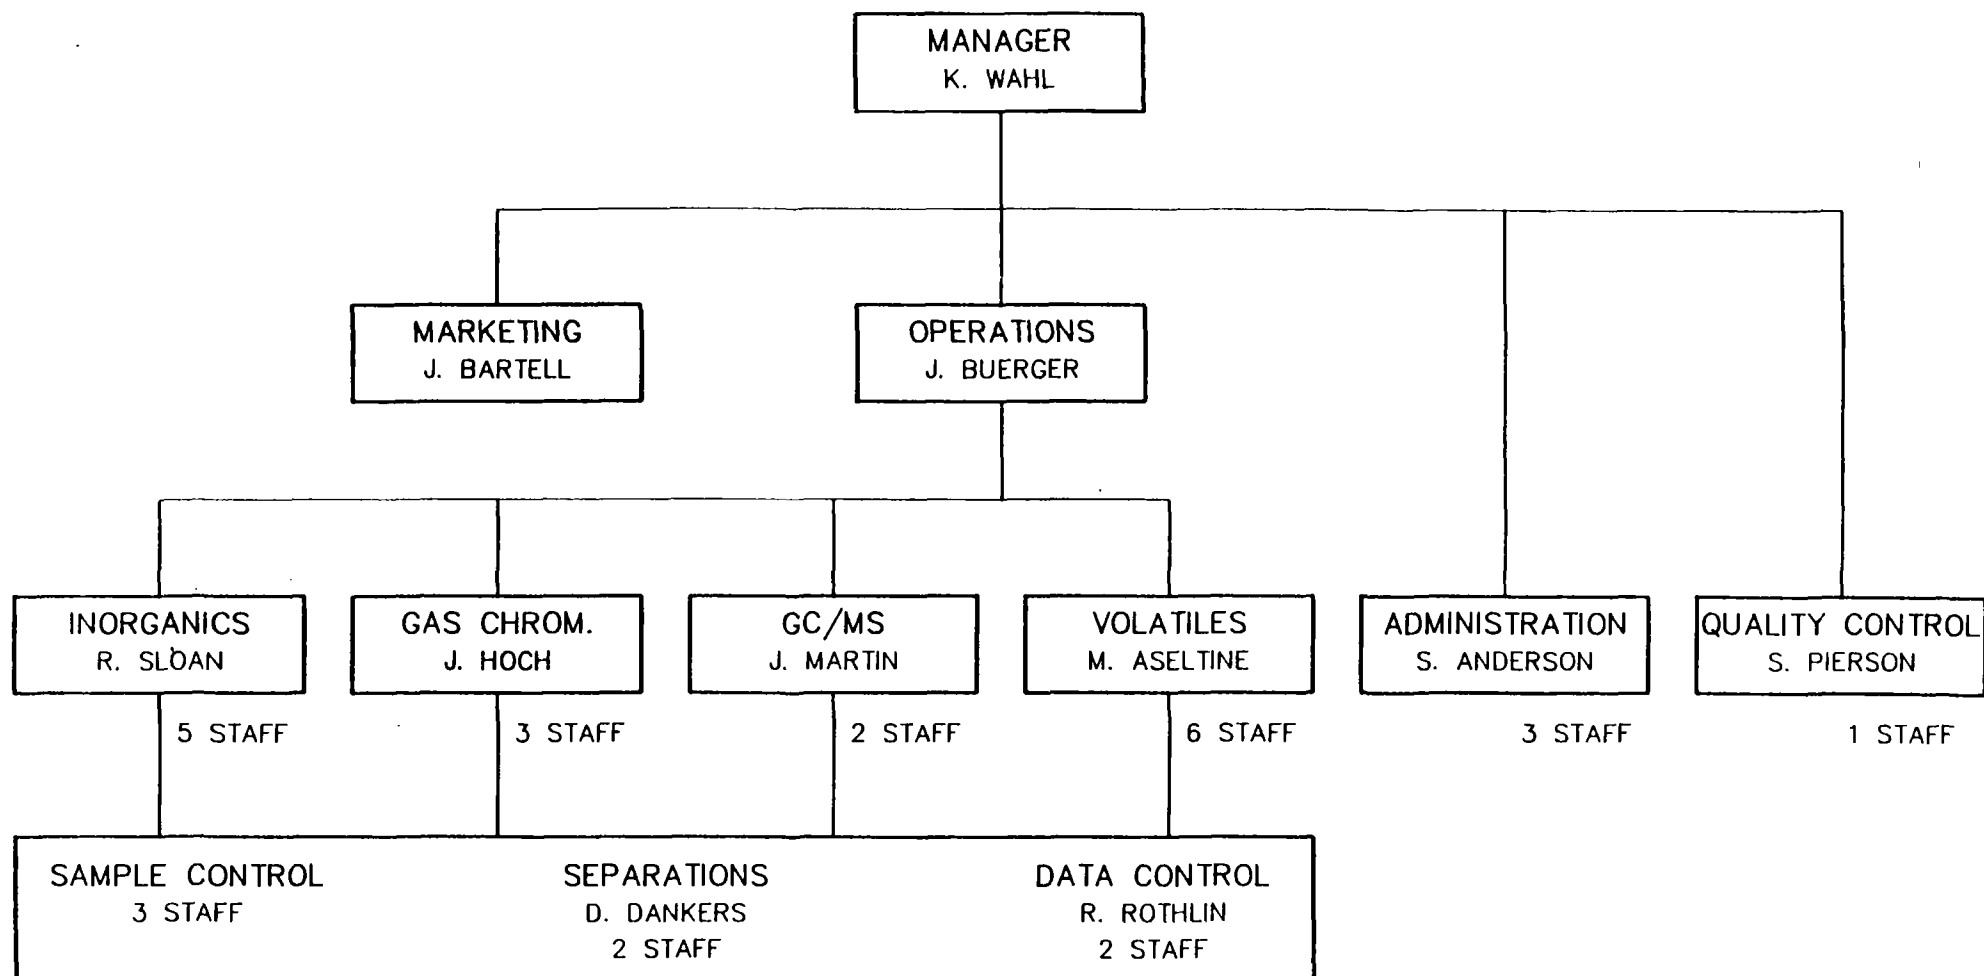 MANAGER
K. WAHL
MARKETING
J. BARTELL
OPERATIONS
J. BUERGER
INORGANICS
R. SLOAN
5 STAFF
GAS CHROM.
J. HOCH
3 STAFF
GC/MS
J. MARTIN
2 STAFF
VOLATILES
M. ASELTINE
6 STAFF
ADMINISTRATION
S. ANDERSON
3 STAFF
QUALITY CONTROL
S. PIERSON
1 STAFF
SAMPLE CONTROL
3 STAFF
SEPARATIONS
D. DANKERS
2 STAFF
DATA CONTROL
R. ROTHLIN
2 STAFF